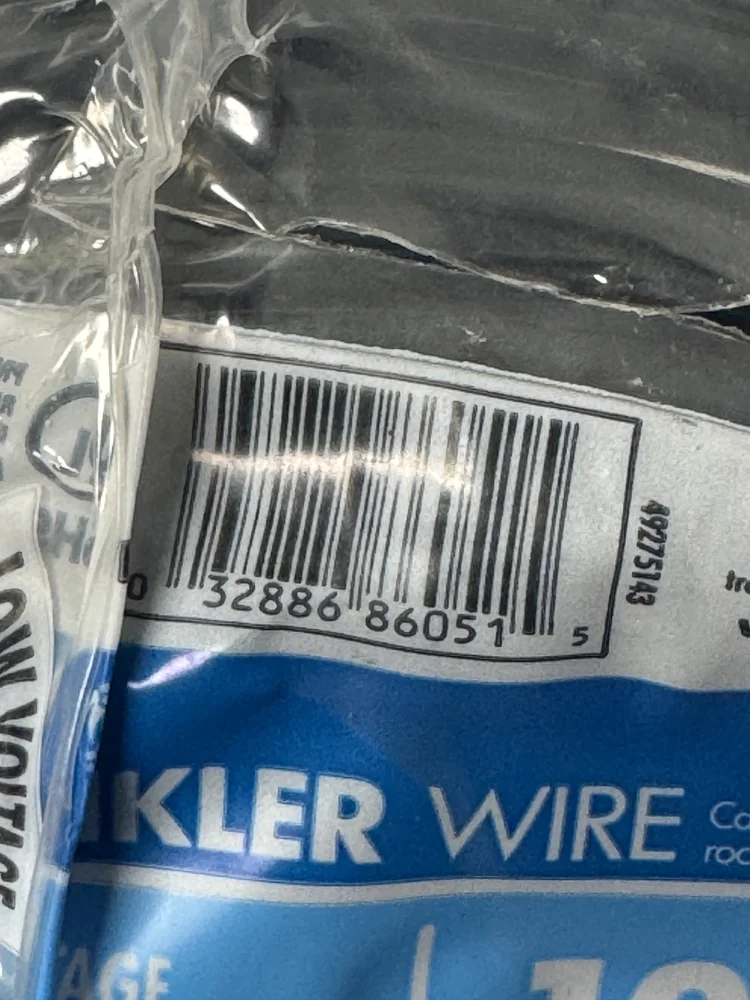 0 32886 86051 5
49275143
LOW VOLTAGE
KLER WIRE